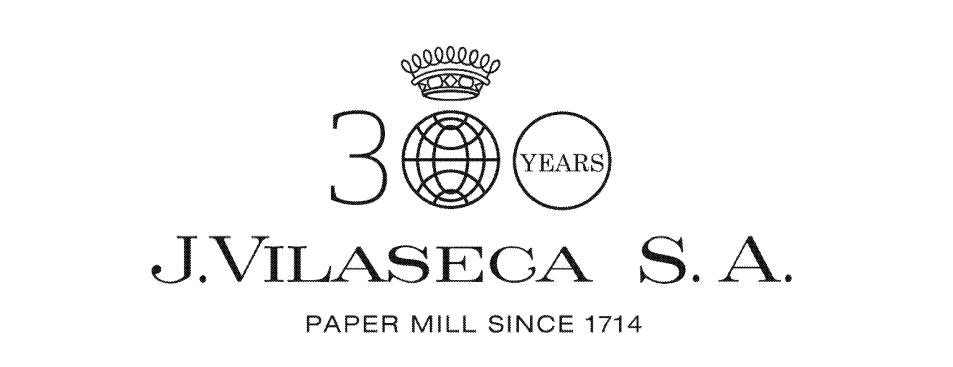 300 YEARS
J. VILASECA S. A.
PAPER MILL SINCE 1714